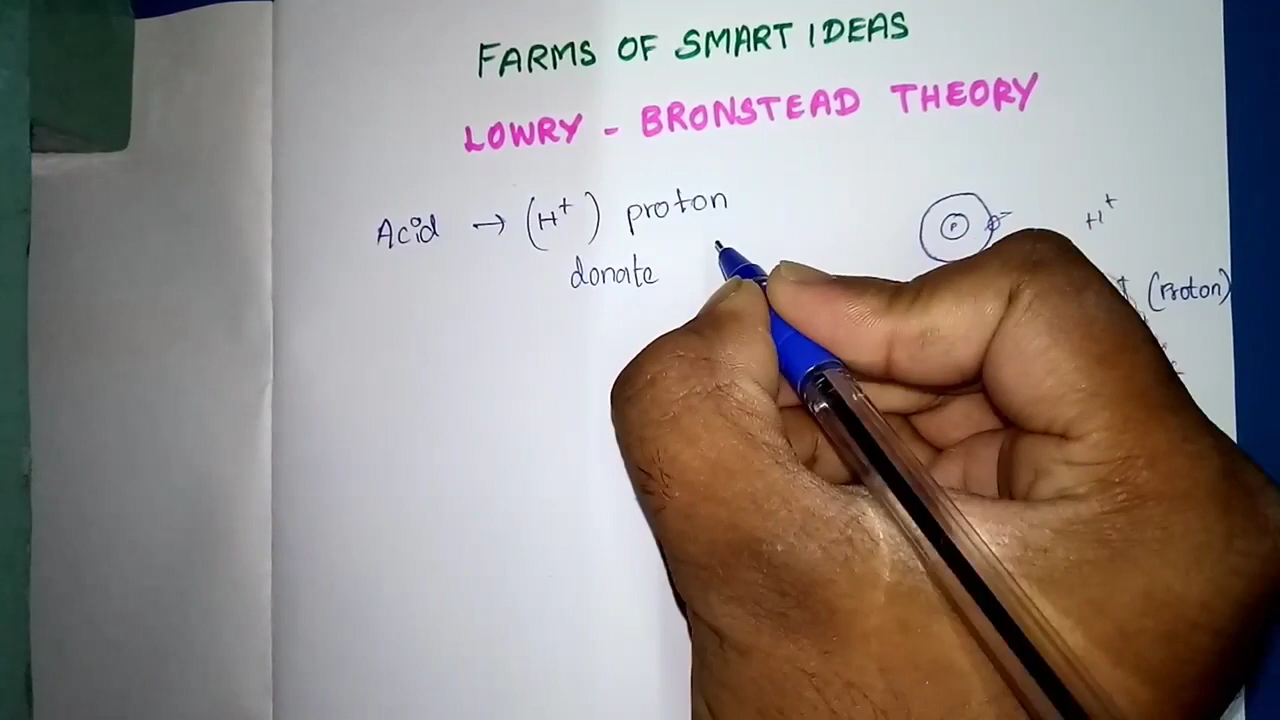 FARMS OF SMART IDEAS
LOWRY - BRONSTEAD THEORY
Acid → (H⁺) proton
donate
P e⁻
H⁺
(Proton)